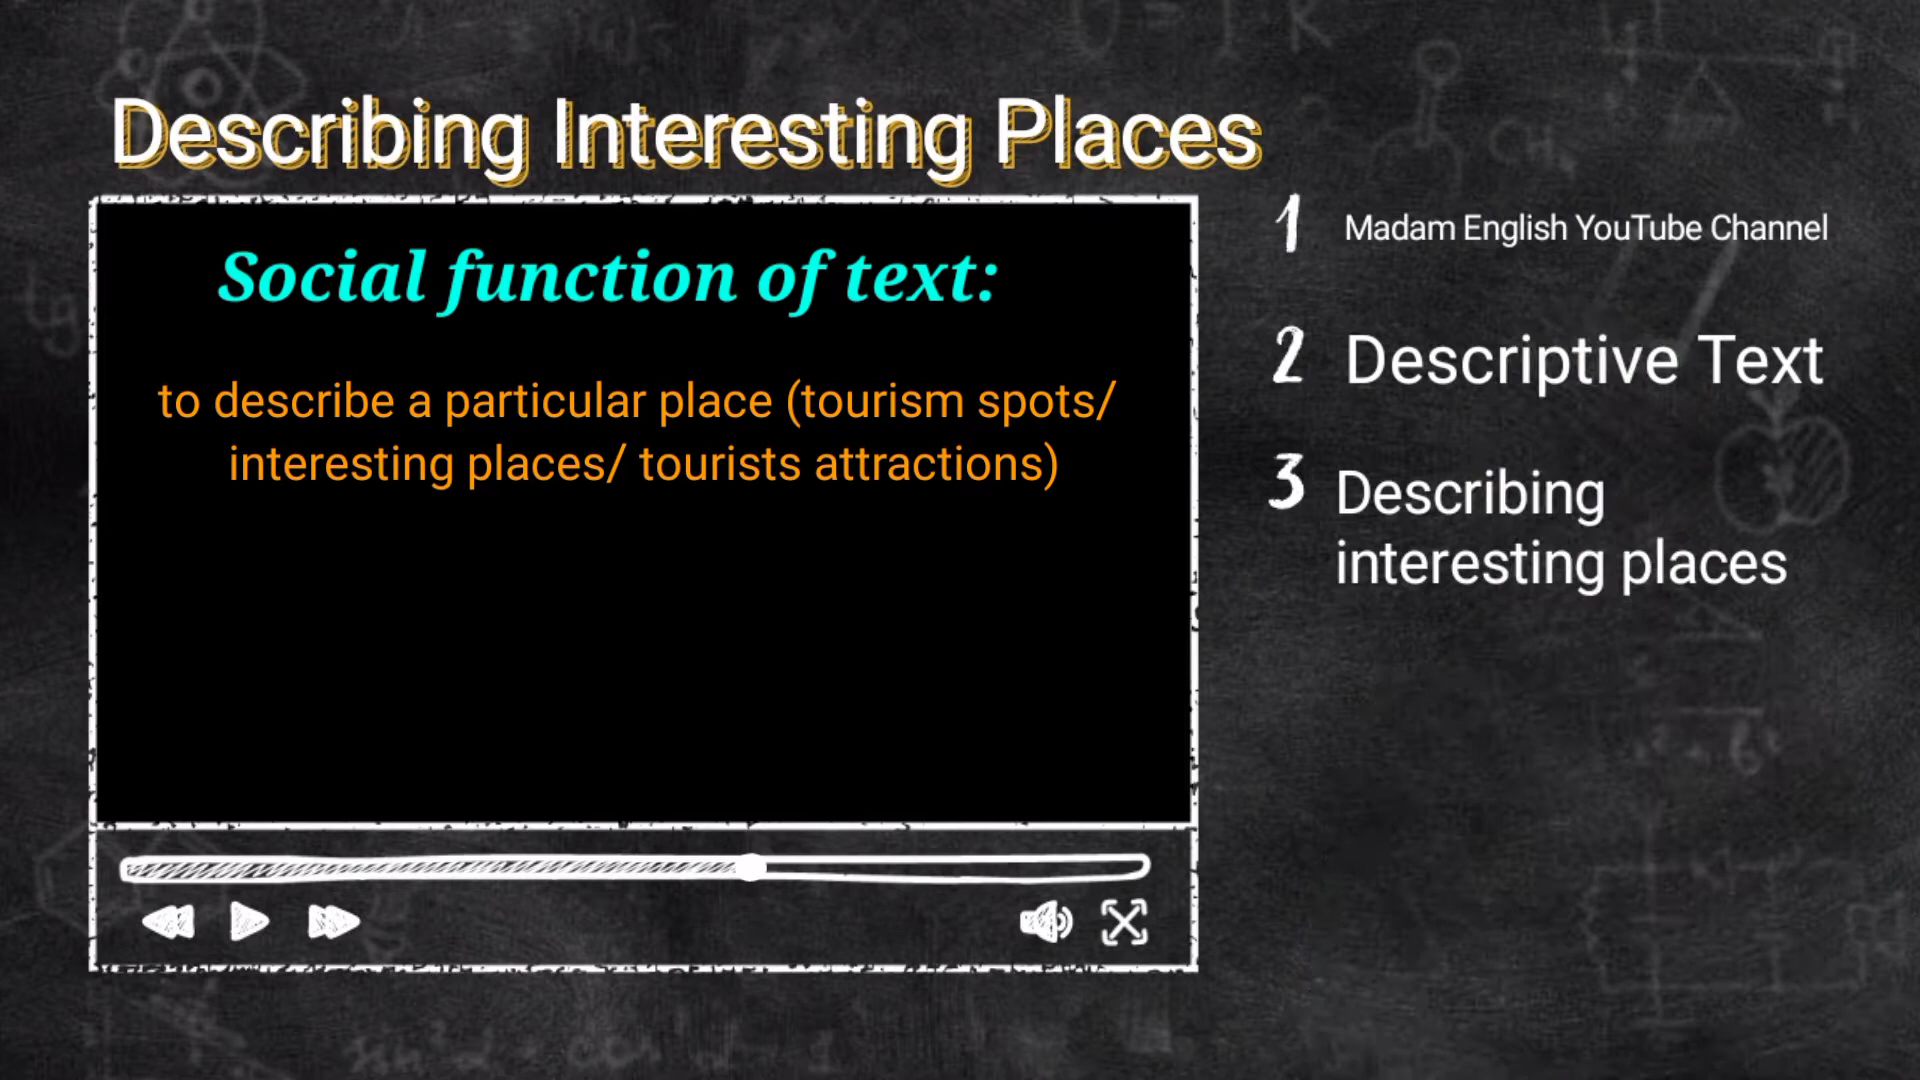 Describing Interesting Places
Social function of text:
to describe a particular place (tourism spots/
interesting places/ tourists attractions)
1 Madam English YouTube Channel
2 Descriptive Text
3 Describing
interesting places